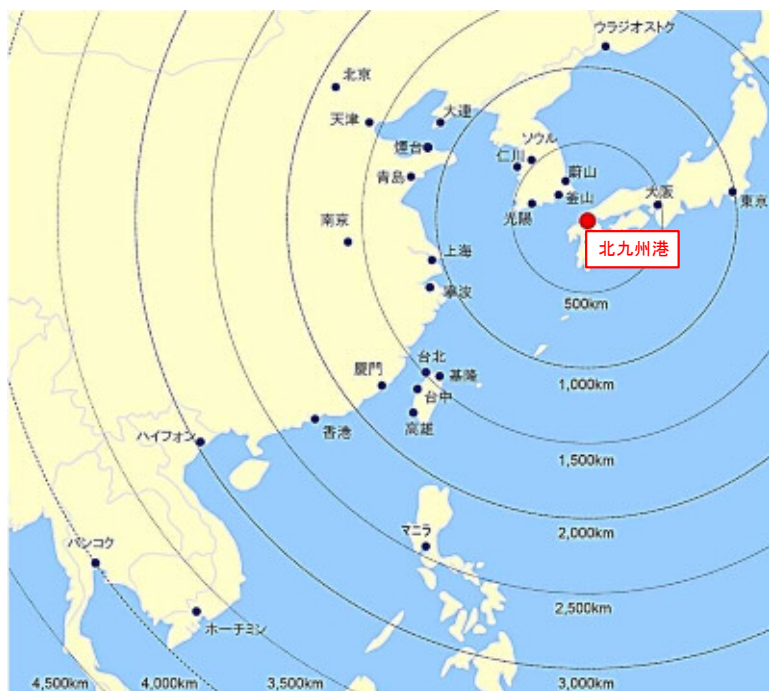 ウラジオストク
北京
天津
大連
煙台
青島
ソウル
仁川
蔚山
釜山
光陽
大阪
東京
北九州港
南京
上海
寧波
500km
台北
基隆
台中
高雄
厦門
香港
ハイフォン
1,000km
1,500km
マニラ
2,000km
バンコク
ホーチミン
2,500km
4,500km
4,000km
3,500km
3,000km